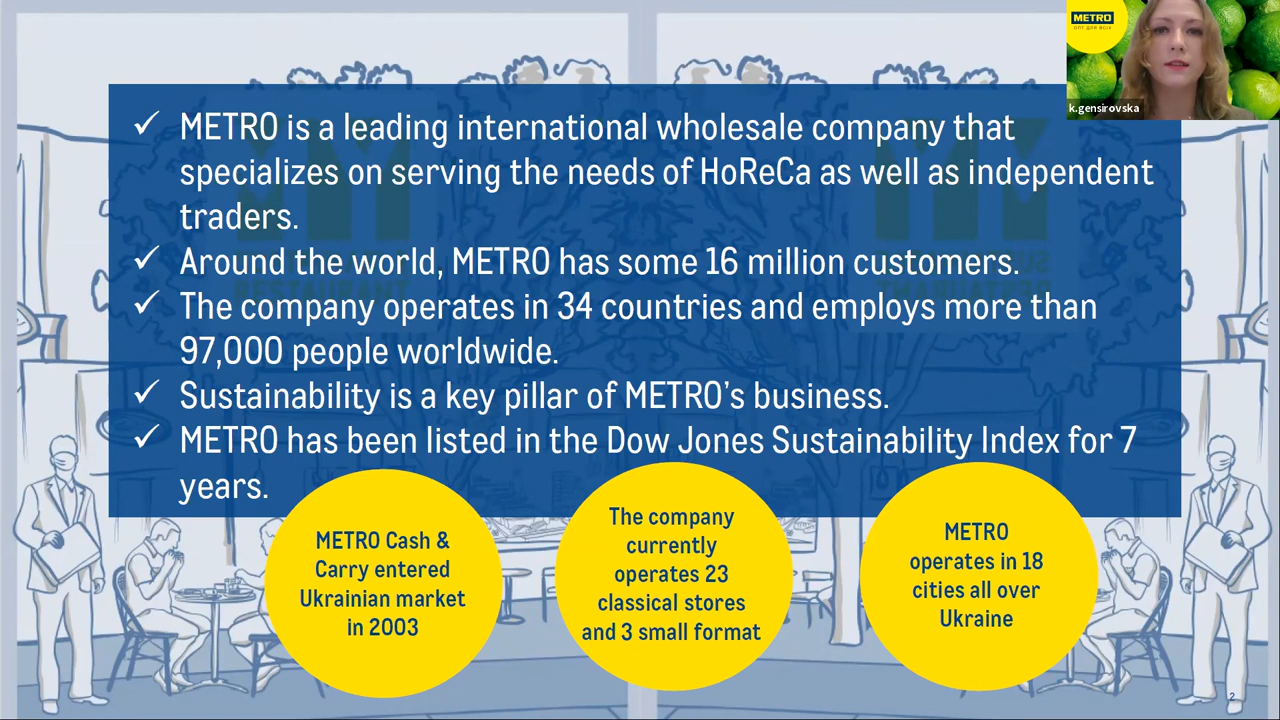 METRO
ОПТ ДЛЯ ВСІХ
k.gensirovska
✓ METRO is a leading international wholesale company that
specializes on serving the needs of HoReCa as well as independent
traders.
✓ Around the world, METRO has some 16 million customers.
✓ The company operates in 34 countries and employs more than
97,000 people worldwide.
✓ Sustainability is a key pillar of METRO’s business.
✓ METRO has been listed in the Dow Jones Sustainability Index for 7
years.
METRO Cash &
Carry entered
Ukrainian market
in 2003
The company
currently
operates 23
classical stores
and 3 small format
METRO
operates in 18
cities all over
Ukraine
2